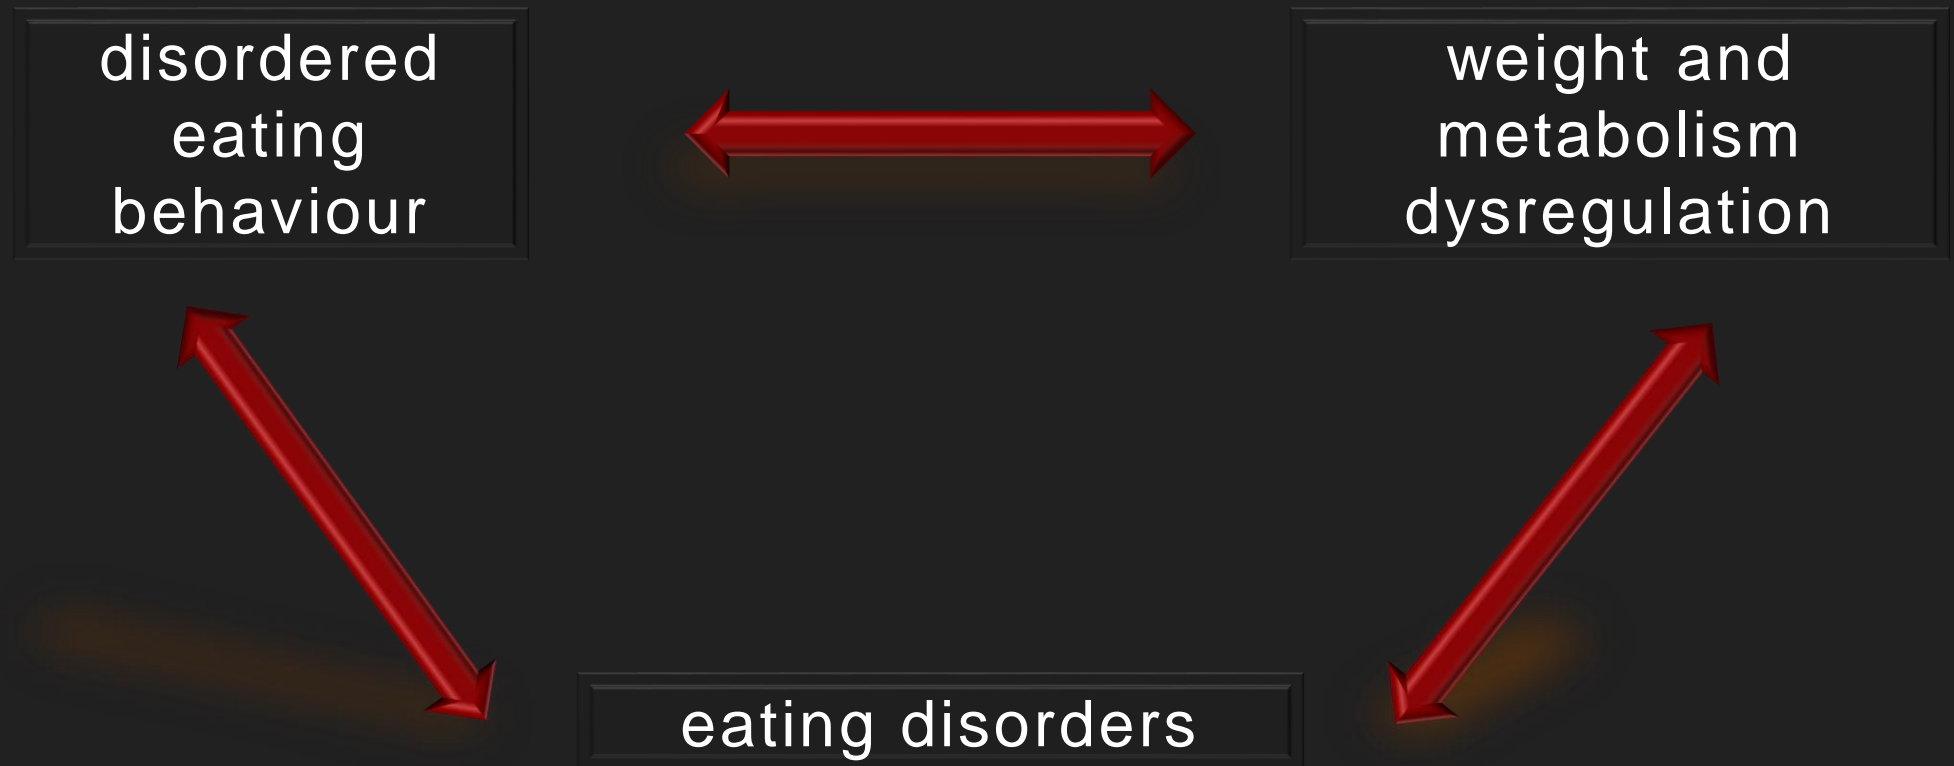 disordered
eating
behaviour
weight and
metabolism
dysregulation
eating disorders